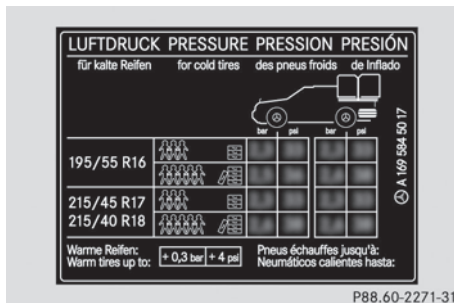 LUFTDRUCK PRESSURE PRESSION PRESIÓN
für kalte Reifen for cold tires des pneus froids de Inflado
bar psi bar psi
195/55 R16
215/45 R17
215/40 R18
Warme Reifen: Pneus échauffes jusqu'à:
Warm tires up to: + 0,3 bar + 4 psi Neumáticos calientes hasta:
A 169 584 50 17
P88.60-2271-31